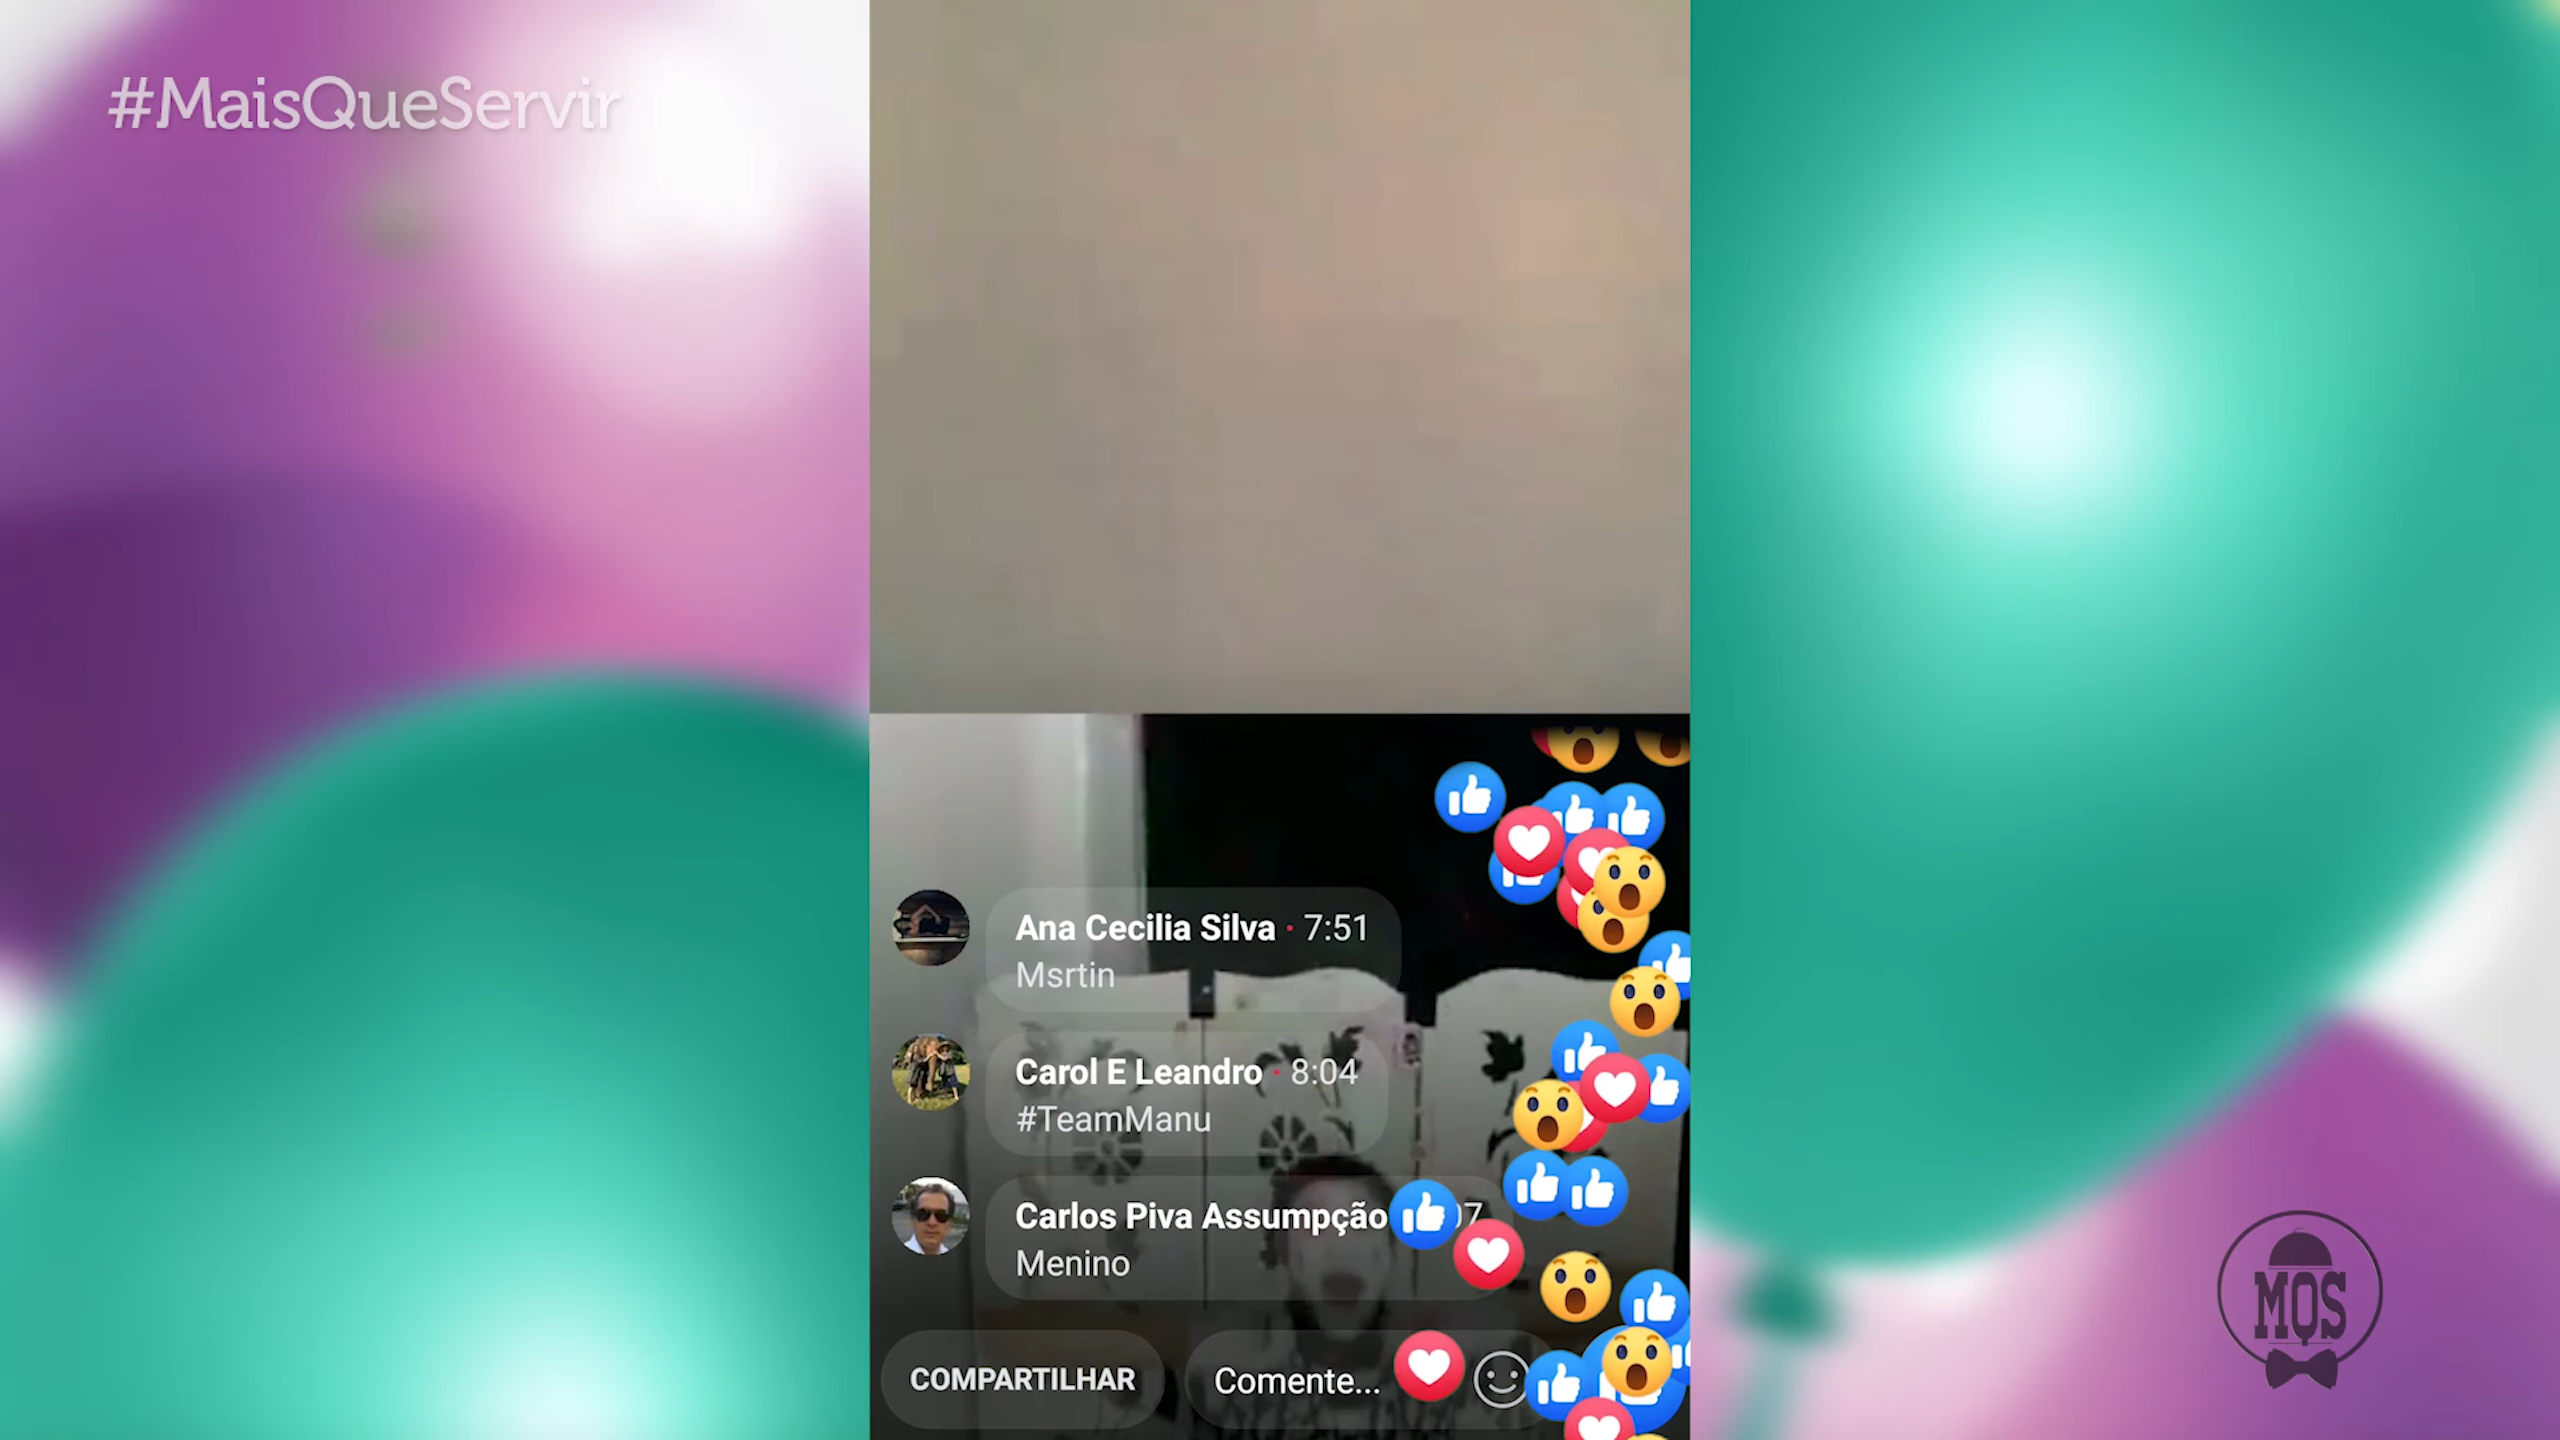 #MaisQueServir
Ana Cecilia Silva · 7:51
Msrtin
Carol E Leandro · 8:04
#TeamManu
Carlos Piva Assumpção
Menino
COMPARTILHAR
Comente...
MQS